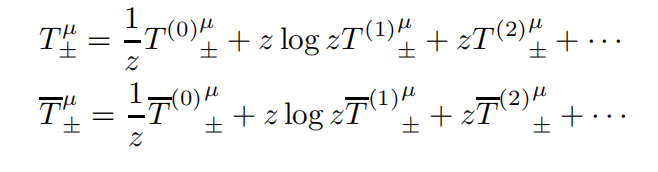 $T^{\mu}_{\pm} = \frac{1}{z} T^{(0)\mu}{}_{\pm} + z \log z T^{(1)\mu}{}_{\pm} + z T^{(2)\mu}{}_{\pm} + \cdots$
$\overline{T}^{\mu}{}_{\pm} = \frac{1}{z} \overline{T}^{(0)\mu}{}_{\pm} + z \log z \overline{T}^{(1)\mu}{}_{\pm} + z \overline{T}^{(2)\mu}{}_{\pm} + \cdots$